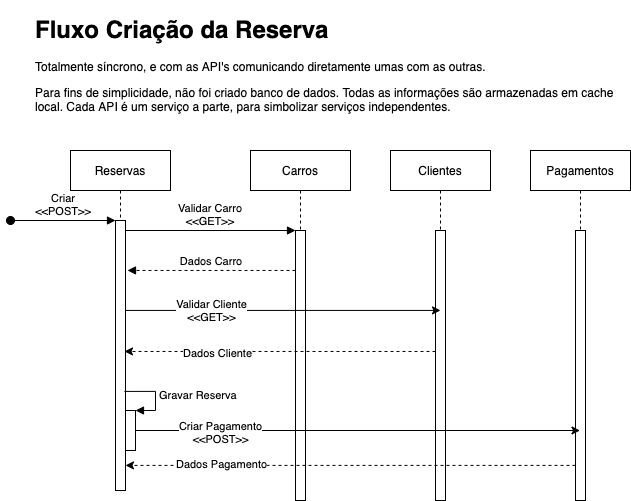 Fluxo Criação da Reserva
Totalmente síncrono, e com as API's comunicando diretamente umas com as outras.
Para fins de simplicidade, não foi criado banco de dados. Todas as informações são armazenadas em cache
local. Cada API é um serviço a parte, para simbolizar serviços independentes.
Reservas
Carros
Clientes
Pagamentos
Criar
<<POST>>
Validar Carro
<<GET>>
Dados Carro
Validar Cliente
<<GET>>
Dados Cliente
Gravar Reserva
Criar Pagamento
<<POST>>
Dados Pagamento